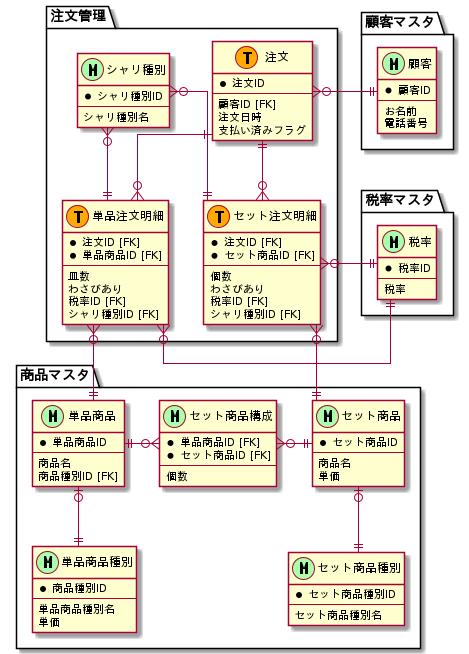 注文管理
M シャリ種別
● シャリ種別ID
シャリ種別名
T 注文
● 注文ID
顧客ID [FK]
注文日時
支払い済みフラグ
T 単品注文明細
● 注文ID [FK]
● 単品商品ID [FK]
皿数
わさびあり
税率ID [FK]
シャリ種別ID [FK]
T セット注文明細
● 注文ID [FK]
● セット商品ID [FK]
個数
わさびあり
税率ID [FK]
シャリ種別ID [FK]
顧客マスタ
M 顧客
● 顧客ID
お名前
電話番号
税率マスタ
M 税率
● 税率ID
税率
商品マスタ
M 単品商品
● 単品商品ID
商品名
商品種別ID [FK]
M セット商品構成
● 単品商品ID [FK]
● セット商品ID [FK]
個数
M セット商品
● セット商品ID
商品名
単価
M 単品商品種別
● 商品種別ID
単品商品種別名
単価
M セット商品種別
● セット商品種別ID
セット商品種別名